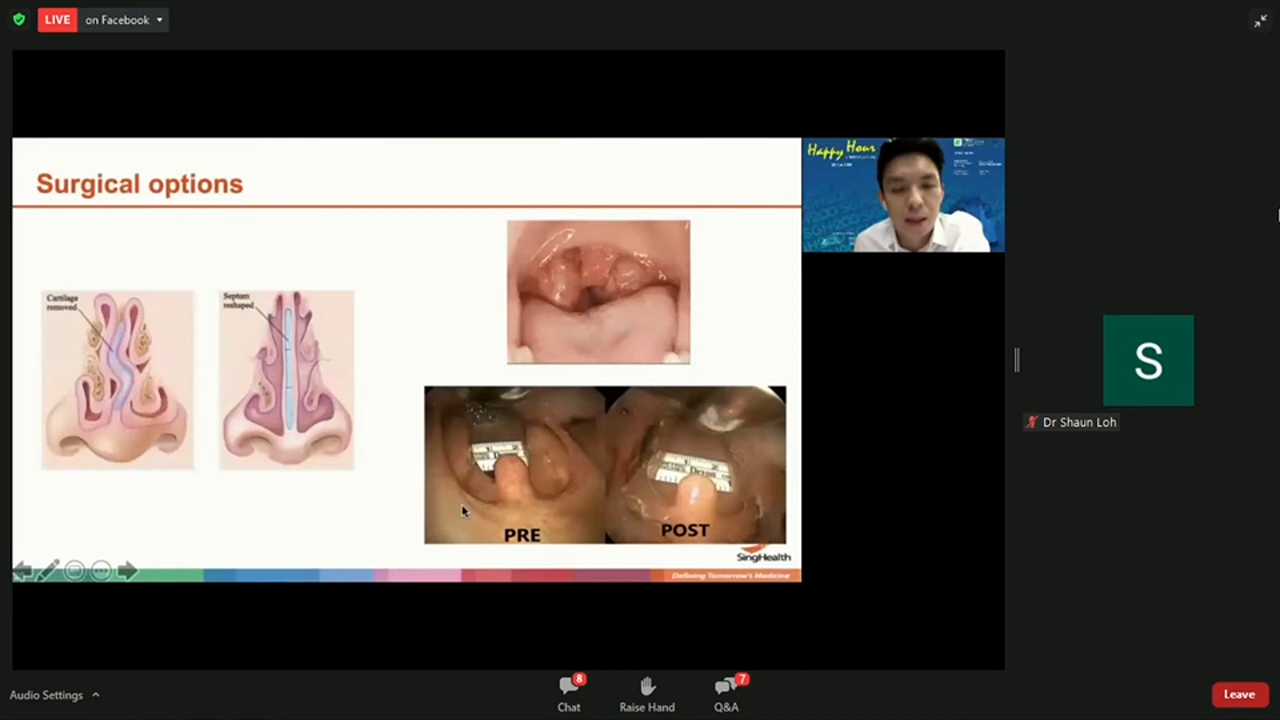 LIVE on Facebook
Surgical options
Happy Hour
Cartilage
removed
Septum
reshaped
PRE
POST
SingHealth
Defining Tomorrow's Medicine
S
Dr Shaun Loh
Audio Settings
8
Chat
Raise Hand
7
Q&A
Leave